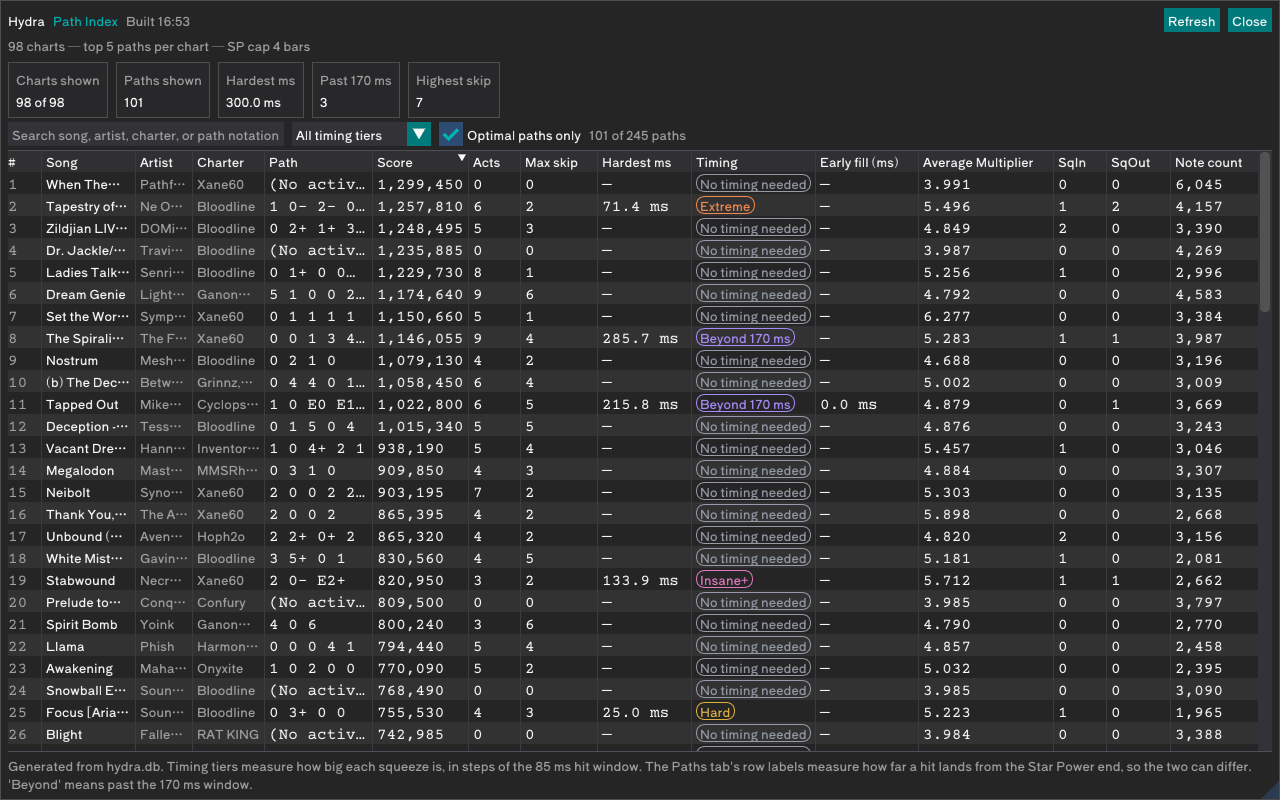 Hydra Path Index Built 16:53 Refresh Close
98 charts — top 5 paths per chart — SP cap 4 bars
Charts shown Paths shown Hardest ms Past 170 ms Highest skip
98 of 98 101 300.0 ms 3 7
Search song, artist, charter, or path notation All timing tiers ▼ Optimal paths only 101 of 245 paths
# Song Artist Charter Path Score ▼ Acts Max skip Hardest ms Timing Early fill (ms) Average Multiplier SqIn SqOut Note count
1 When The··· Pathf··· Xane60 (No activ… 1,299,450 0 0 — No timing needed — 3.991 0 0 6,045
2 Tapestry of··· Ne O··· Bloodline 1 0- 2- 0… 1,257,810 6 2 71.4 ms Extreme — 5.496 1 2 4,157
3 Zildjian LIV··· DOMi··· Bloodline 0 2+ 1+ 3… 1,248,495 5 3 — No timing needed — 4.849 2 0 3,390
4 Dr. Jackle/··· Travi··· Bloodline (No activ… 1,235,885 0 0 — No timing needed — 3.987 0 0 4,269
5 Ladies Talk··· Senri··· Bloodline 0 1+ 0 0… 1,229,730 8 1 — No timing needed — 5.256 1 0 2,996
6 Dream Genie Light··· Ganon··· 5 1 0 0 2… 1,174,640 9 6 — No timing needed — 4.792 0 0 4,583
7 Set the Wor··· Symp··· Xane60 0 1 1 1 1 1,150,660 5 1 — No timing needed — 6.277 0 0 3,384
8 The Spirali··· The F··· Xane60 0 0 1 3 4… 1,146,055 9 4 285.7 ms Beyond 170 ms — 5.283 1 1 3,987
9 Nostrum Mesh··· Bloodline 0 2 1 0 1,079,130 4 2 — No timing needed — 4.688 0 0 3,196
10 (b) The Dec··· Betw··· Grinnz,··· 0 4 4 0 1… 1,058,450 6 4 — No timing needed — 5.002 0 0 3,009
11 Tapped Out Mike··· Cyclops··· 1 0 E0 E1… 1,022,800 6 5 215.8 ms Beyond 170 ms 0.0 ms 4.879 0 1 3,669
12 Deception -··· Tess··· Bloodline 0 1 5 0 4 1,015,340 5 5 — No timing needed — 4.876 0 0 3,243
13 Vacant Dre··· Hann··· Inventor··· 1 0 4+ 2 1 938,190 5 4 — No timing needed — 5.457 1 0 3,046
14 Megalodon Mast··· MMSRh··· 0 3 1 0 909,850 4 3 — No timing needed — 4.884 0 0 3,307
15 Neibolt Syno··· Xane60 2 0 0 2 2… 903,195 7 2 — No timing needed — 5.303 0 0 3,135
16 Thank You,··· The A··· Xane60 2 0 0 2 865,395 4 2 — No timing needed — 5.898 0 0 2,668
17 Unbound (··· Aven··· Hoph2o 2 2+ 0+ 2 865,320 4 2 — No timing needed — 4.820 2 0 3,156
18 White Mist··· Gavin··· Bloodline 3 5+ 0 1 830,560 4 5 — No timing needed — 5.181 1 0 2,081
19 Stabwound Necr··· Xane60 2 0- E2+ 820,950 3 2 133.9 ms Insane+ — 5.712 1 1 2,662
20 Prelude to··· Conq··· Confury (No activ… 809,500 0 0 — No timing needed — 3.985 0 0 3,797
21 Spirit Bomb Yoink Ganon··· 4 0 6 800,240 3 6 — No timing needed — 4.790 0 0 2,770
22 Llama Phish Harmon··· 0 0 0 4 1 794,440 5 4 — No timing needed — 4.857 0 0 2,458
23 Awakening Maha··· Onyxite 1 0 2 0 0 770,090 5 2 — No timing needed — 5.032 0 0 2,395
24 Snowball E··· Soun··· Bloodline (No activ… 768,490 0 0 — No timing needed — 3.985 0 0 3,090
25 Focus [Aria··· Soun··· Bloodline 0 3+ 0 0 755,530 4 3 25.0 ms Hard — 5.223 1 0 1,965
26 Blight Falle··· RAT KING (No activ… 742,985 0 0 — No timing needed — 3.984 0 0 3,388
Generated from hydra.db. Timing tiers measure how big each squeeze is, in steps of the 85 ms hit window. The Paths tab's row labels measure how far a hit lands from the Star Power end, so the two can differ.
'Beyond' means past the 170 ms window.